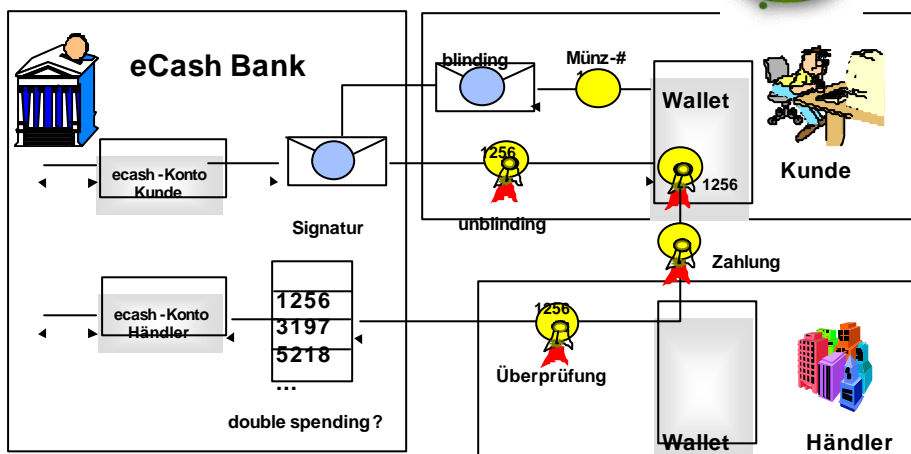 eCash Bank
blinding
Münz-#
1
Wallet
Kunde
ecash -Konto
Kunde
1256
1256
Signatur
unblinding
Zahlung
ecash -Konto
Händler
1256
3197
5218
...
1256
Überprüfung
double spending ?
Wallet
Händler